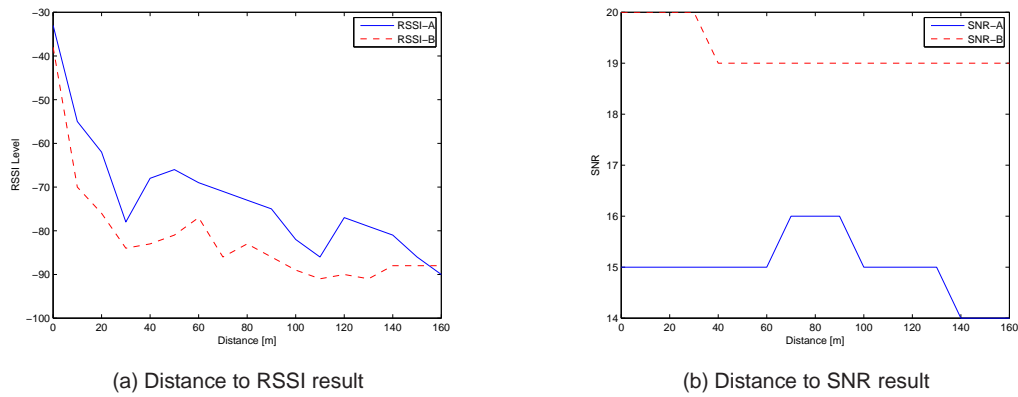 −30
−40
−50
−60
−70
−80
−90
−100
RSSI Level
0 20 40 60 80 100 120 140 160
Distance [m]
RSSI−A
RSSI−B
(a) Distance to RSSI result
20
19
18
17
16
15
14
SNR
0 20 40 60 80 100 120 140 160
Distance [m]
SNR−A
SNR−B
(b) Distance to SNR result